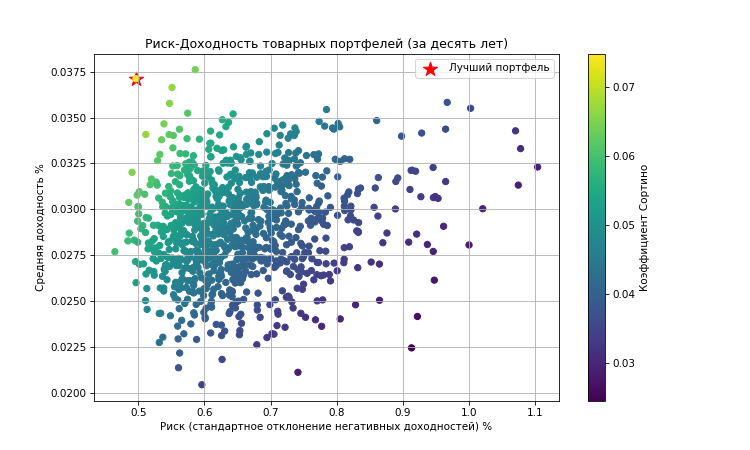 Риск-Доходность товарных портфелей (за десять лет)
Лучший портфель
Средняя доходность %
0.0375
0.0350
0.0325
0.0300
0.0275
0.0250
0.0225
0.0200
0.5 0.6 0.7 0.8 0.9 1.0 1.1
Риск (стандартное отклонение негативных доходностей) %
0.07
0.06
0.05
0.04
0.03
Коэффициент Сортино